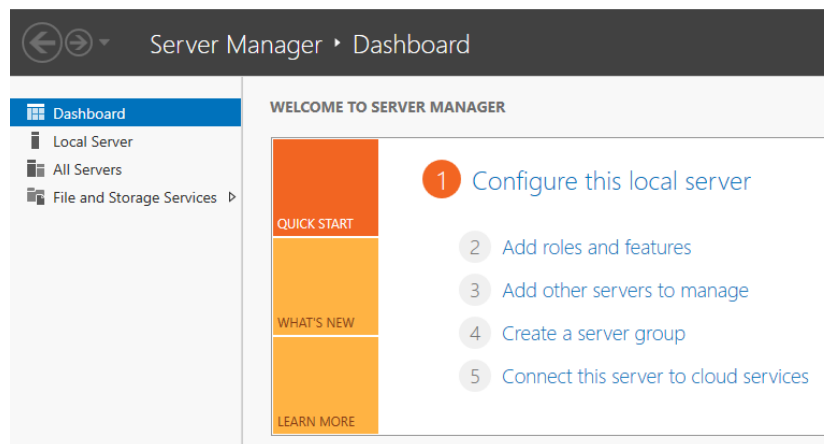 Server Manager ‣ Dashboard
Dashboard
Local Server
All Servers
File and Storage Services
WELCOME TO SERVER MANAGER
QUICK START
WHAT'S NEW
LEARN MORE
1 Configure this local server
2 Add roles and features
3 Add other servers to manage
4 Create a server group
5 Connect this server to cloud services